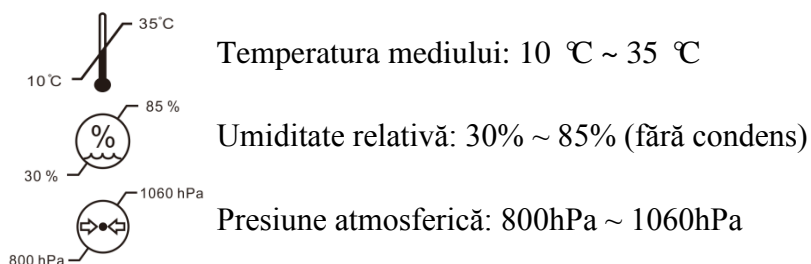 35℃
10℃
Temperatura mediului: 10 ℃ ~ 35 ℃
85 %
%
30 %
Umiditate relativă: 30% ~ 85% (fără condens)
1060 hPa
800 hPa
Presiune atmosferică: 800hPa ~ 1060hPa